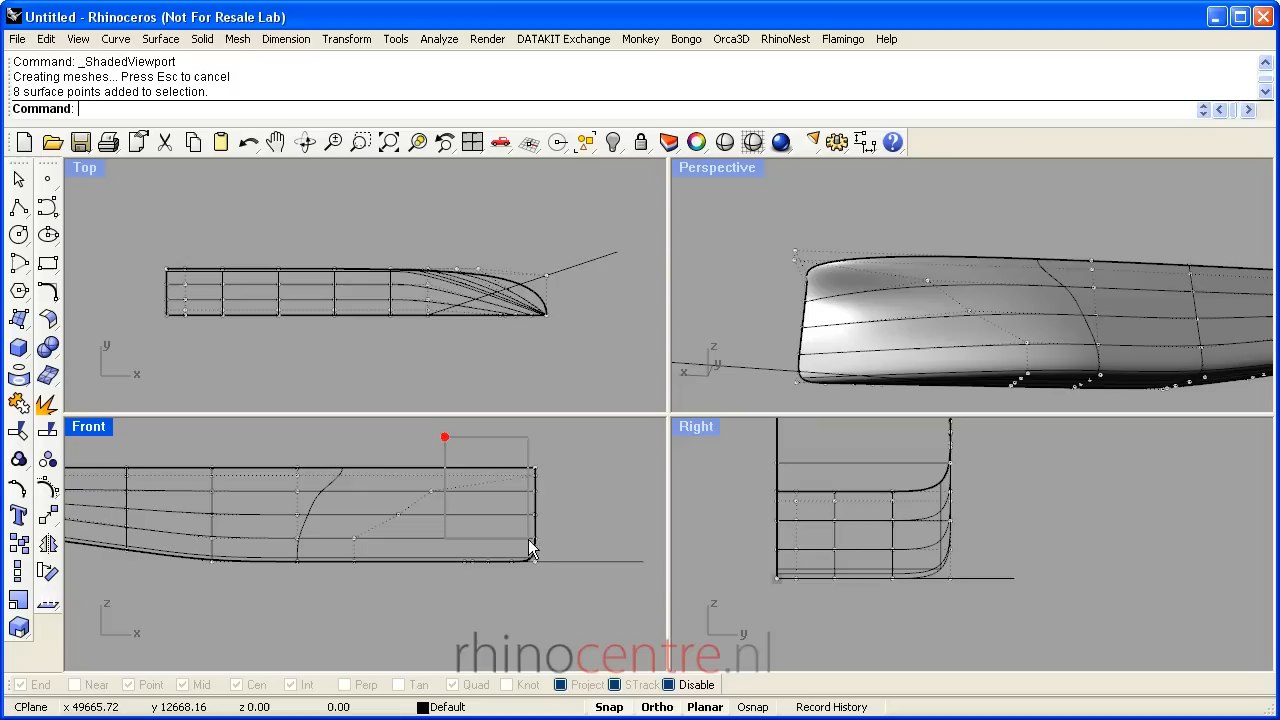 Untitled - Rhinoceros (Not For Resale Lab)
File Edit View Curve Surface Solid Mesh Dimension Transform Tools Analyze Render DATAKIT Exchange Monkey Bongo Orca3D RhinoNest Flamingo Help
Command: _ShadedViewport
Creating meshes... Press Esc to cancel
8 surface points added to selection.
Command:
Top
Perspective
y
x
z
y
x
Front
Right
z
x
z
y
rhinocentre.nl
End Near Point Mid Cen Int Perp Tan Quad Knot Project STrack Disable
CPlane x 49665.72 y 12668.16 z 0.00 0.00 Default Snap Ortho Planar Osnap Record History